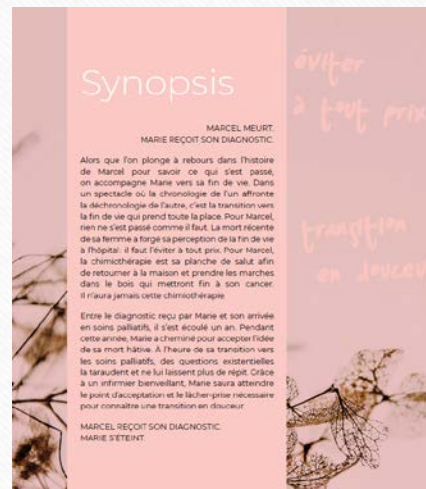 Synopsis
MARCEL MEURT.
MARIE REÇOIT SON DIAGNOSTIC.
Alors que l'on plonge à rebours dans l'histoire
de Marcel pour savoir ce qui s'est passé,
on accompagne Marie vers sa fin de vie. Dans
un spectacle où la chronologie de l'un affronte
la déchronologie de l'autre, c'est la transition vers
la fin de vie qui prend toute la place. Pour Marcel,
rien ne s'est passé comme il faut. La mort récente
de sa femme a forgé sa perception de la fin de vie
à l'hôpital: il faut l'éviter à tout prix. Pour Marcel,
la chimiothérapie est sa planche de salut afin
de retourner à la maison et prendre les marches
dans le bois qui mettront fin à son cancer.
Il n'aura jamais cette chimiothérapie.
Entre le diagnostic reçu par Marie et son arrivée
en soins palliatifs, il s'est écoulé un an. Pendant
cette année, Marie a cheminé pour accepter l'idée
de sa mort hâtive. À l'heure de sa transition vers
les soins palliatifs, des questions existentielles
la taraudent et ne lui laissent plus de répit. Grâce
à un infirmier bienveillant, Marie saura atteindre
le point d'acceptation et le lâcher-prise nécessaire
pour connaître une transition en douceur.
MARCEL REÇOIT SON DIAGNOSTIC.
MARIE S'ÉTEINT.
éviter
à tout prix
transition
en douceu